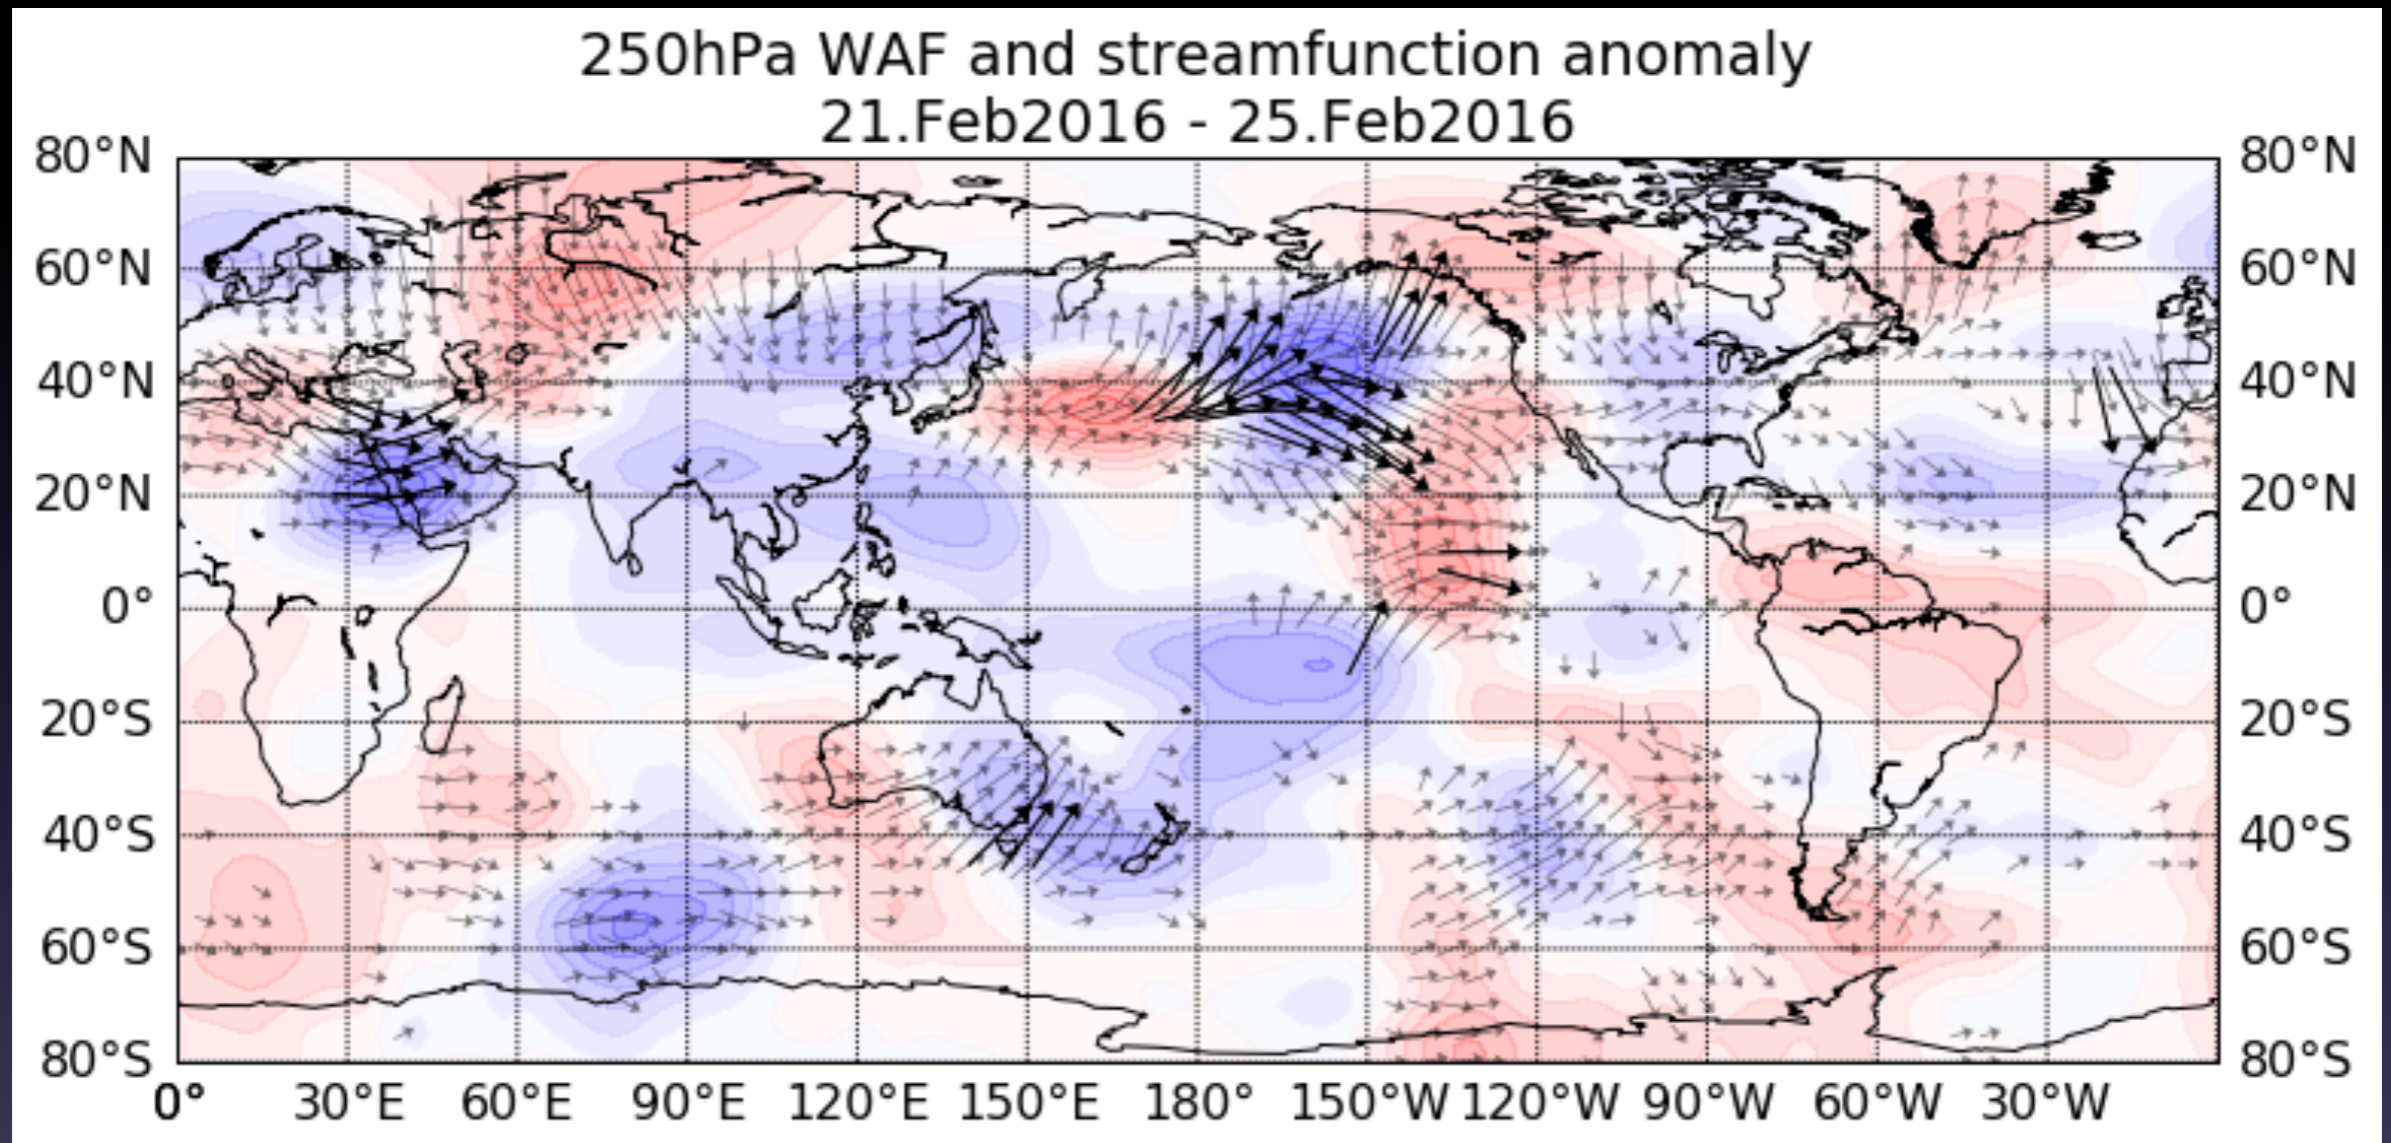 250hPa WAF and streamfunction anomaly
21.Feb2016 - 25.Feb2016
80°N 80°N
60°N 60°N
40°N 40°N
20°N 20°N
0° 0°
20°S 20°S
40°S 40°S
60°S 60°S
80°S 80°S
0° 30°E 60°E 90°E 120°E 150°E 180° 150°W 120°W 90°W 60°W 30°W